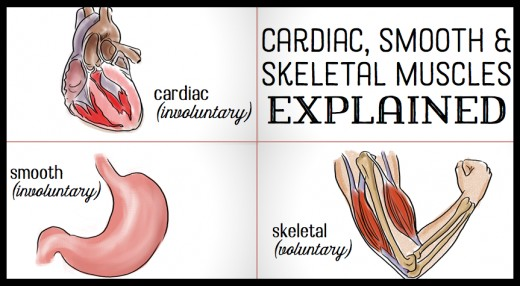 cardiac
(involuntary)
CARDIAC, SMOOTH &
SKELETAL MUSCLES
EXPLAINED
smooth
(involuntary)
skeletal
(voluntary)